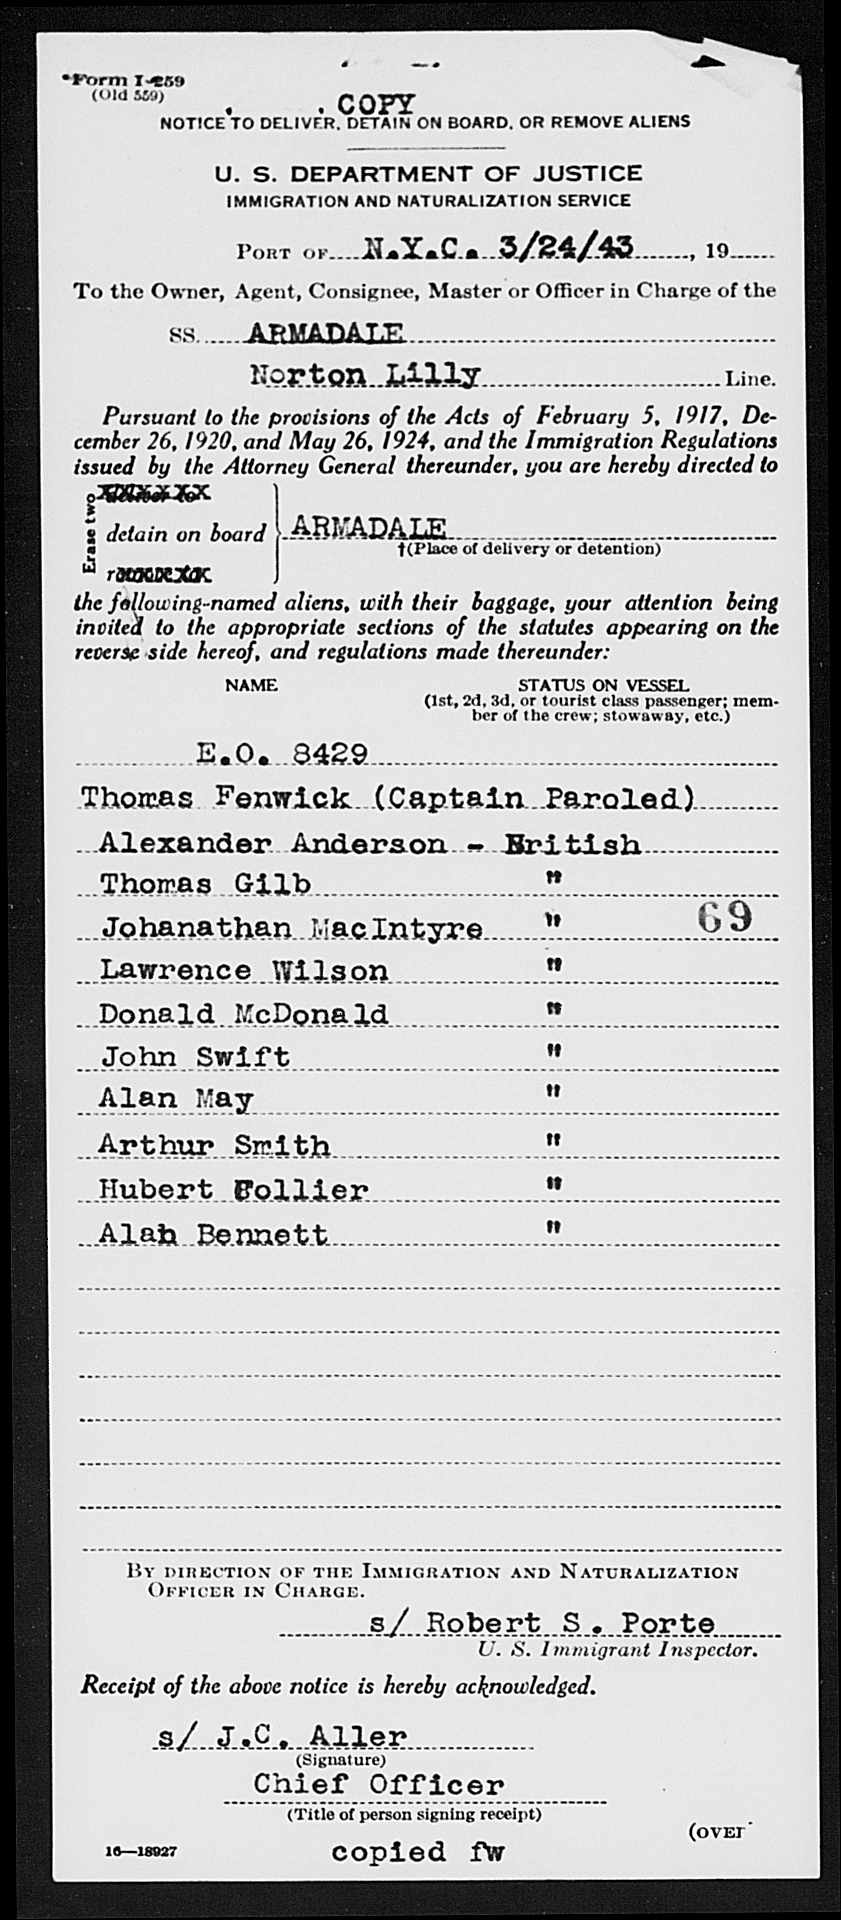 *Form I-259
(Old 559)
COPY
NOTICE TO DELIVER, DETAIN ON BOARD, OR REMOVE ALIENS
U. S. DEPARTMENT OF JUSTICE
IMMIGRATION AND NATURALIZATION SERVICE
PORT OF N.Y.C. 3/24/43, 19
To the Owner, Agent, Consignee, Master or Officer in Charge of the
SS. ARMADALE
Norton Lilly Line.
Pursuant to the provisions of the Acts of February 5, 1917, De-
cember 26, 1920, and May 26, 1924, and the Immigration Regulations
issued by the Attorney General thereunder, you are hereby directed to
Erase two
detain on board ARMADALE
†(Place of delivery or detention)
the following-named aliens, with their baggage, your attention being
invited to the appropriate sections of the statutes appearing on the
reverse side hereof, and regulations made thereunder:
NAME STATUS ON VESSEL
(1st, 2d, 3d, or tourist class passenger; mem-
ber of the crew; stowaway, etc.)
E.O. 8429
Thomas Fenwick (Captain Paroled)
Alexander Anderson - British
Thomas Gilb "
Johanathan MacIntyre " 69
Lawrence Wilson "
Donald McDonald "
John Swift "
Alan May "
Arthur Smith "
Hubert "
Alan Bennett "
BY DIRECTION OF THE IMMIGRATION AND NATURALIZATION
OFFICER IN CHARGE.
s/ Robert S. Porte
U. S. Immigrant Inspector.
Receipt of the above notice is hereby acknowledged.
s/ J.C. Aller
(Signature)
Chief Officer
(Title of person signing receipt)
(OVER
16—18927
copied fw